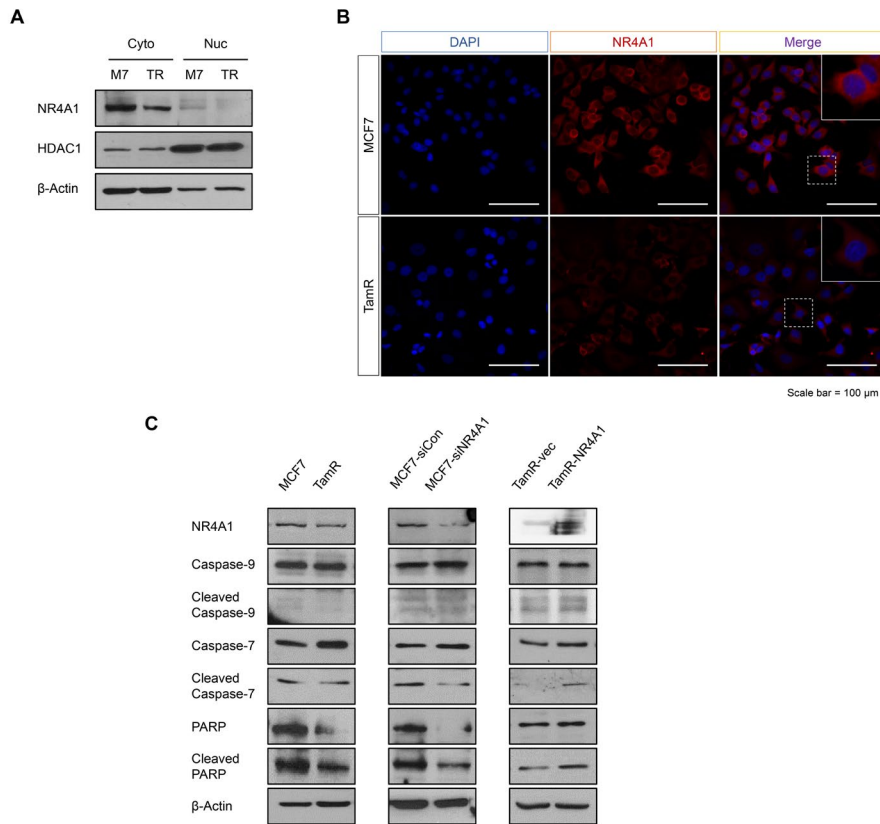 A
Cyto Nuc
M7 TR M7 TR
NR4A1
HDAC1
β-Actin
B
DAPI NR4A1 Merge
MCF7
TamR
Scale bar = 100 μm
C
MCF7 TamR MCF7-siCon MCF7-siNR4A1 TamR-vec TamR-NR4A1
NR4A1
Caspase-9
Cleaved
Caspase-9
Caspase-7
Cleaved
Caspase-7
PARP
Cleaved
PARP
β-Actin